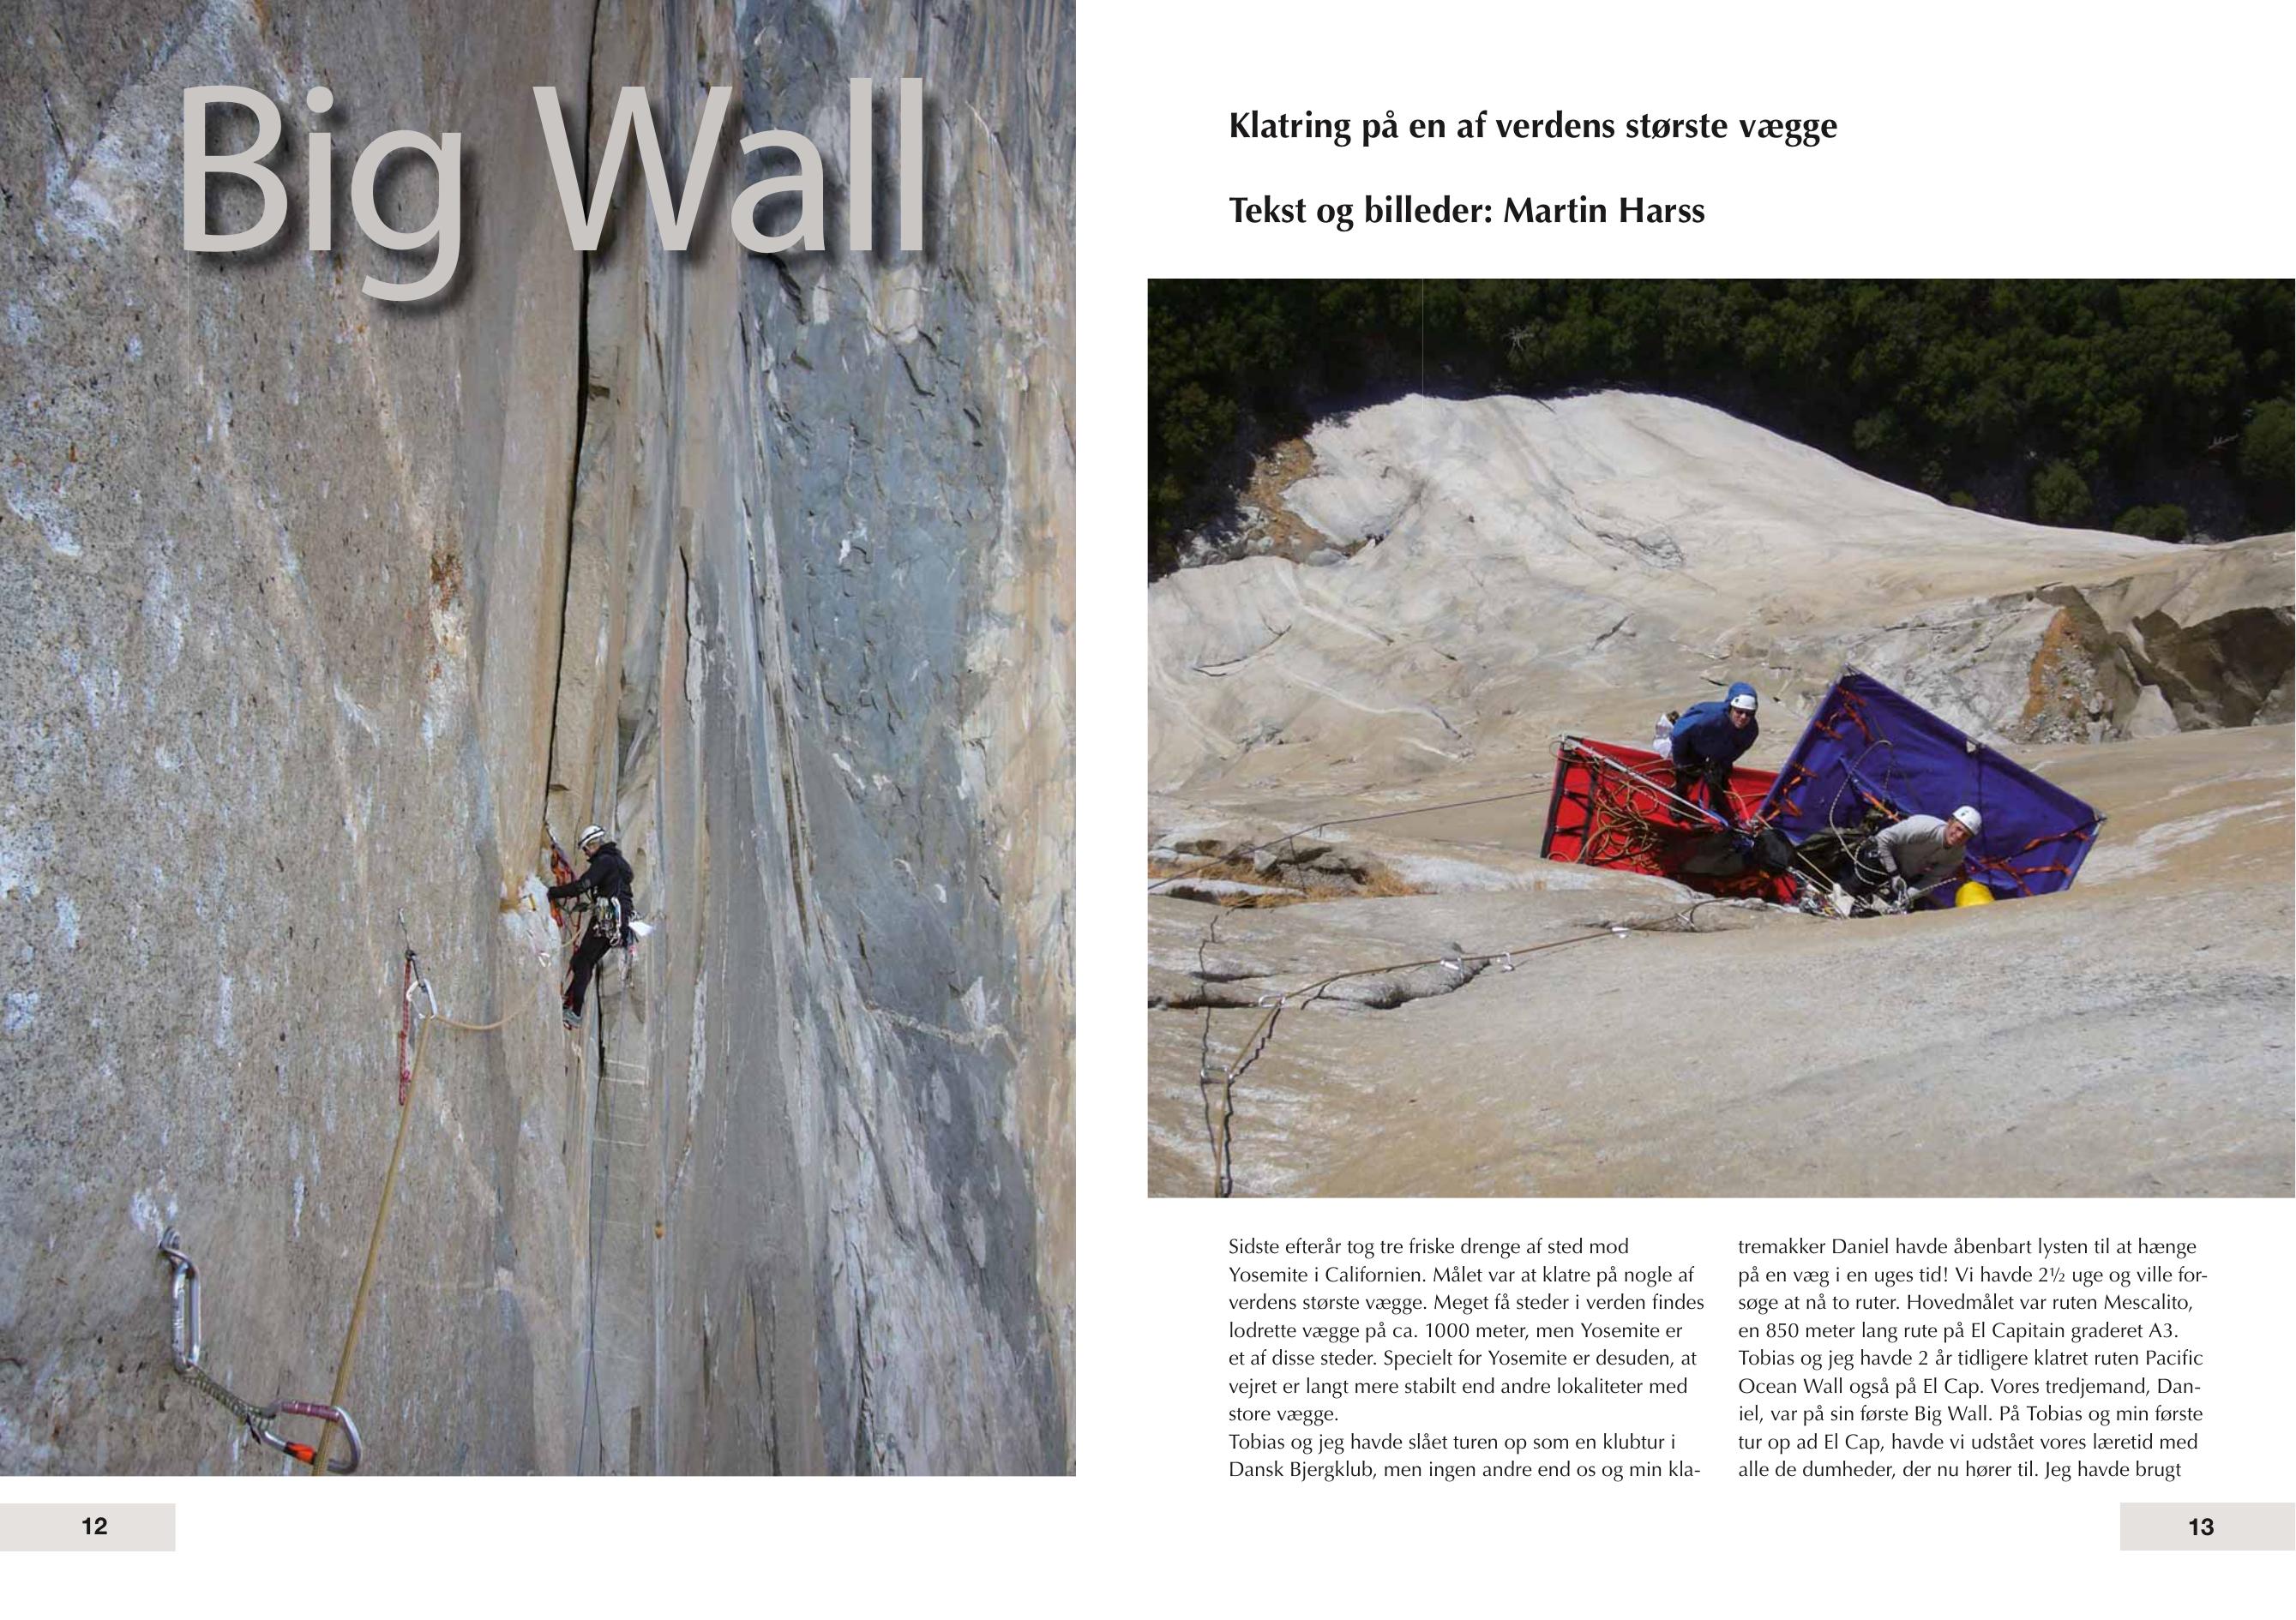 Big Wall
12
Klatring på en af verdens største vægge
Tekst og billeder: Martin Harss
Sidste efterår tog tre friske drenge af sted mod
Yosemite i Californien. Målet var at klatre på nogle af
verdens største vægge. Meget få steder i verden findes
lodrette vægge på ca. 1000 meter, men Yosemite er
et af disse steder. Specielt for Yosemite er desuden, at
vejret er langt mere stabilt end andre lokaliteter med
store vægge.
Tobias og jeg havde slået turen op som en klubtur i
Dansk Bjergklub, men ingen andre end os og min kla-
tremakker Daniel havde åbenbart lysten til at hænge
på en væg i en uges tid! Vi havde 2½ uge og ville for-
søge at nå to ruter. Hovedmålet var ruten Mescalito,
en 850 meter lang rute på El Capitain graderet A3.
Tobias og jeg havde 2 år tidligere klatret ruten Pacific
Ocean Wall også på El Cap. Vores tredjemand, Dan-
iel, var på sin første Big Wall. På Tobias og min første
tur op ad El Cap, havde vi udstået vores læretid med
alle de dumheder, der nu hører til. Jeg havde brugt
13